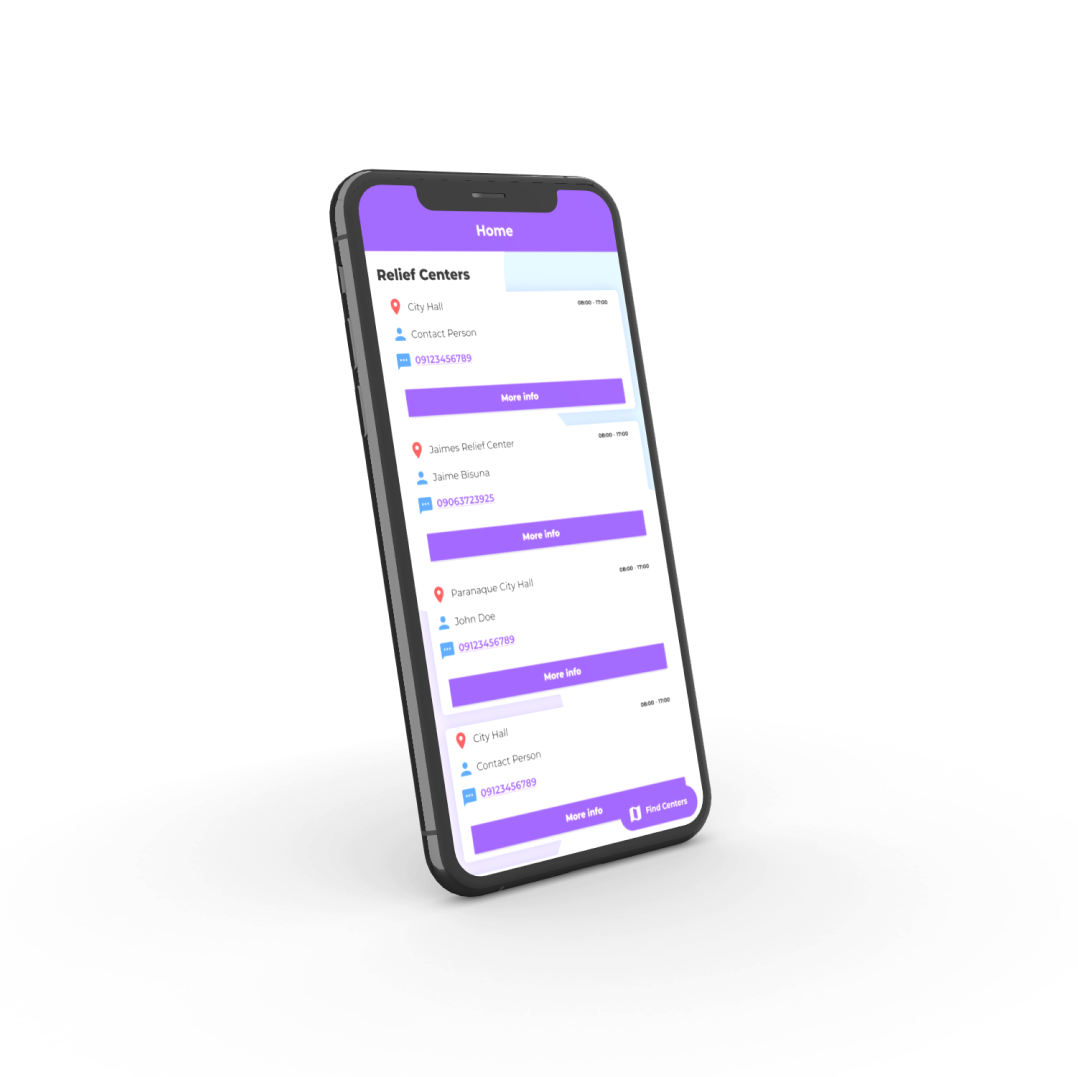 Home
Relief Centers
City Hall
08:00 - 17:00
Contact Person
09123456789
More info
Jaimes Relief Center
08:00 - 17:00
Jaime Bisuna
09063723925
More info
Paranaque City Hall
08:00 - 17:00
John Doe
09123456789
More info
City Hall
08:00 - 17:00
Contact Person
09123456789
More info
Find Centers